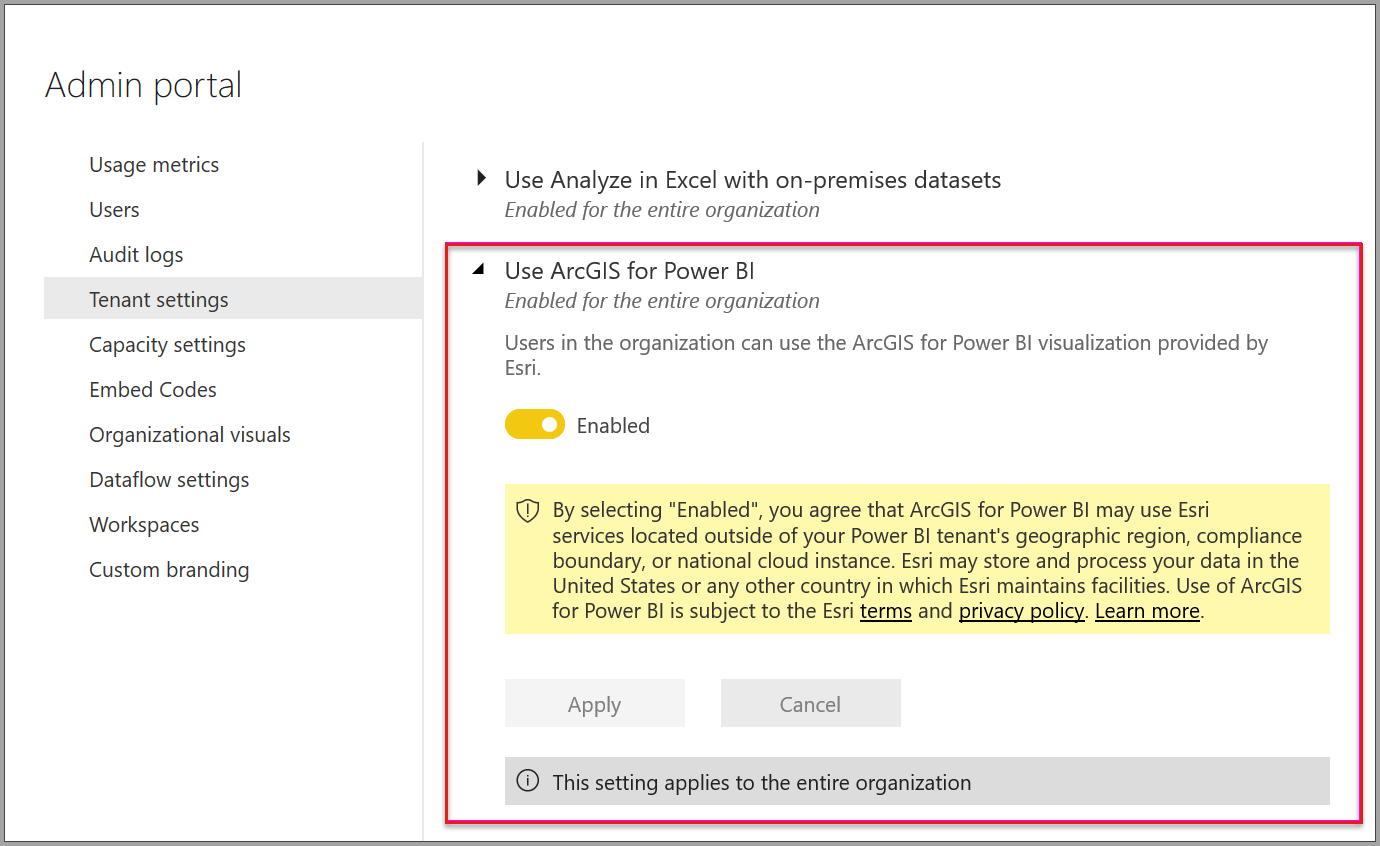 Admin portal
Usage metrics
Users
Audit logs
Tenant settings
Capacity settings
Embed Codes
Organizational visuals
Dataflow settings
Workspaces
Custom branding
Use Analyze in Excel with on-premises datasets
Enabled for the entire organization
Use ArcGIS for Power BI
Enabled for the entire organization
Users in the organization can use the ArcGIS for Power BI visualization provided by
Esri.
Enabled
By selecting "Enabled", you agree that ArcGIS for Power BI may use Esri
services located outside of your Power BI tenant's geographic region, compliance
boundary, or national cloud instance. Esri may store and process your data in the
United States or any other country in which Esri maintains facilities. Use of ArcGIS
for Power BI is subject to the Esri terms and privacy policy. Learn more.
Apply
Cancel
This setting applies to the entire organization